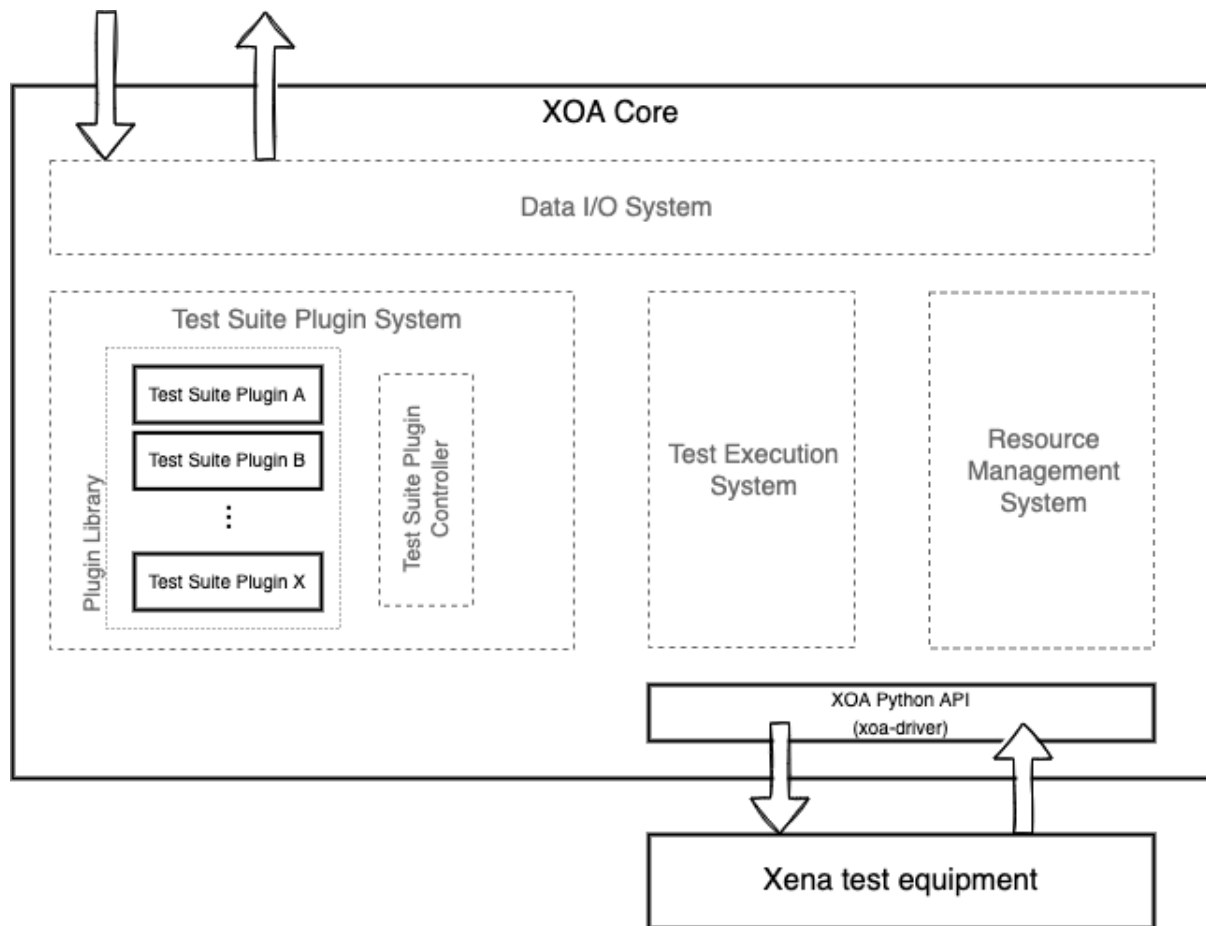 XOA Core
Data I/O System
Test Suite Plugin System
Plugin Library
Test Suite Plugin A
Test Suite Plugin B
⋮
Test Suite Plugin X
Test Suite Plugin
Controller
Test Execution
System
Resource
Management
System
XOA Python API
(xoa-driver)
Xena test equipment